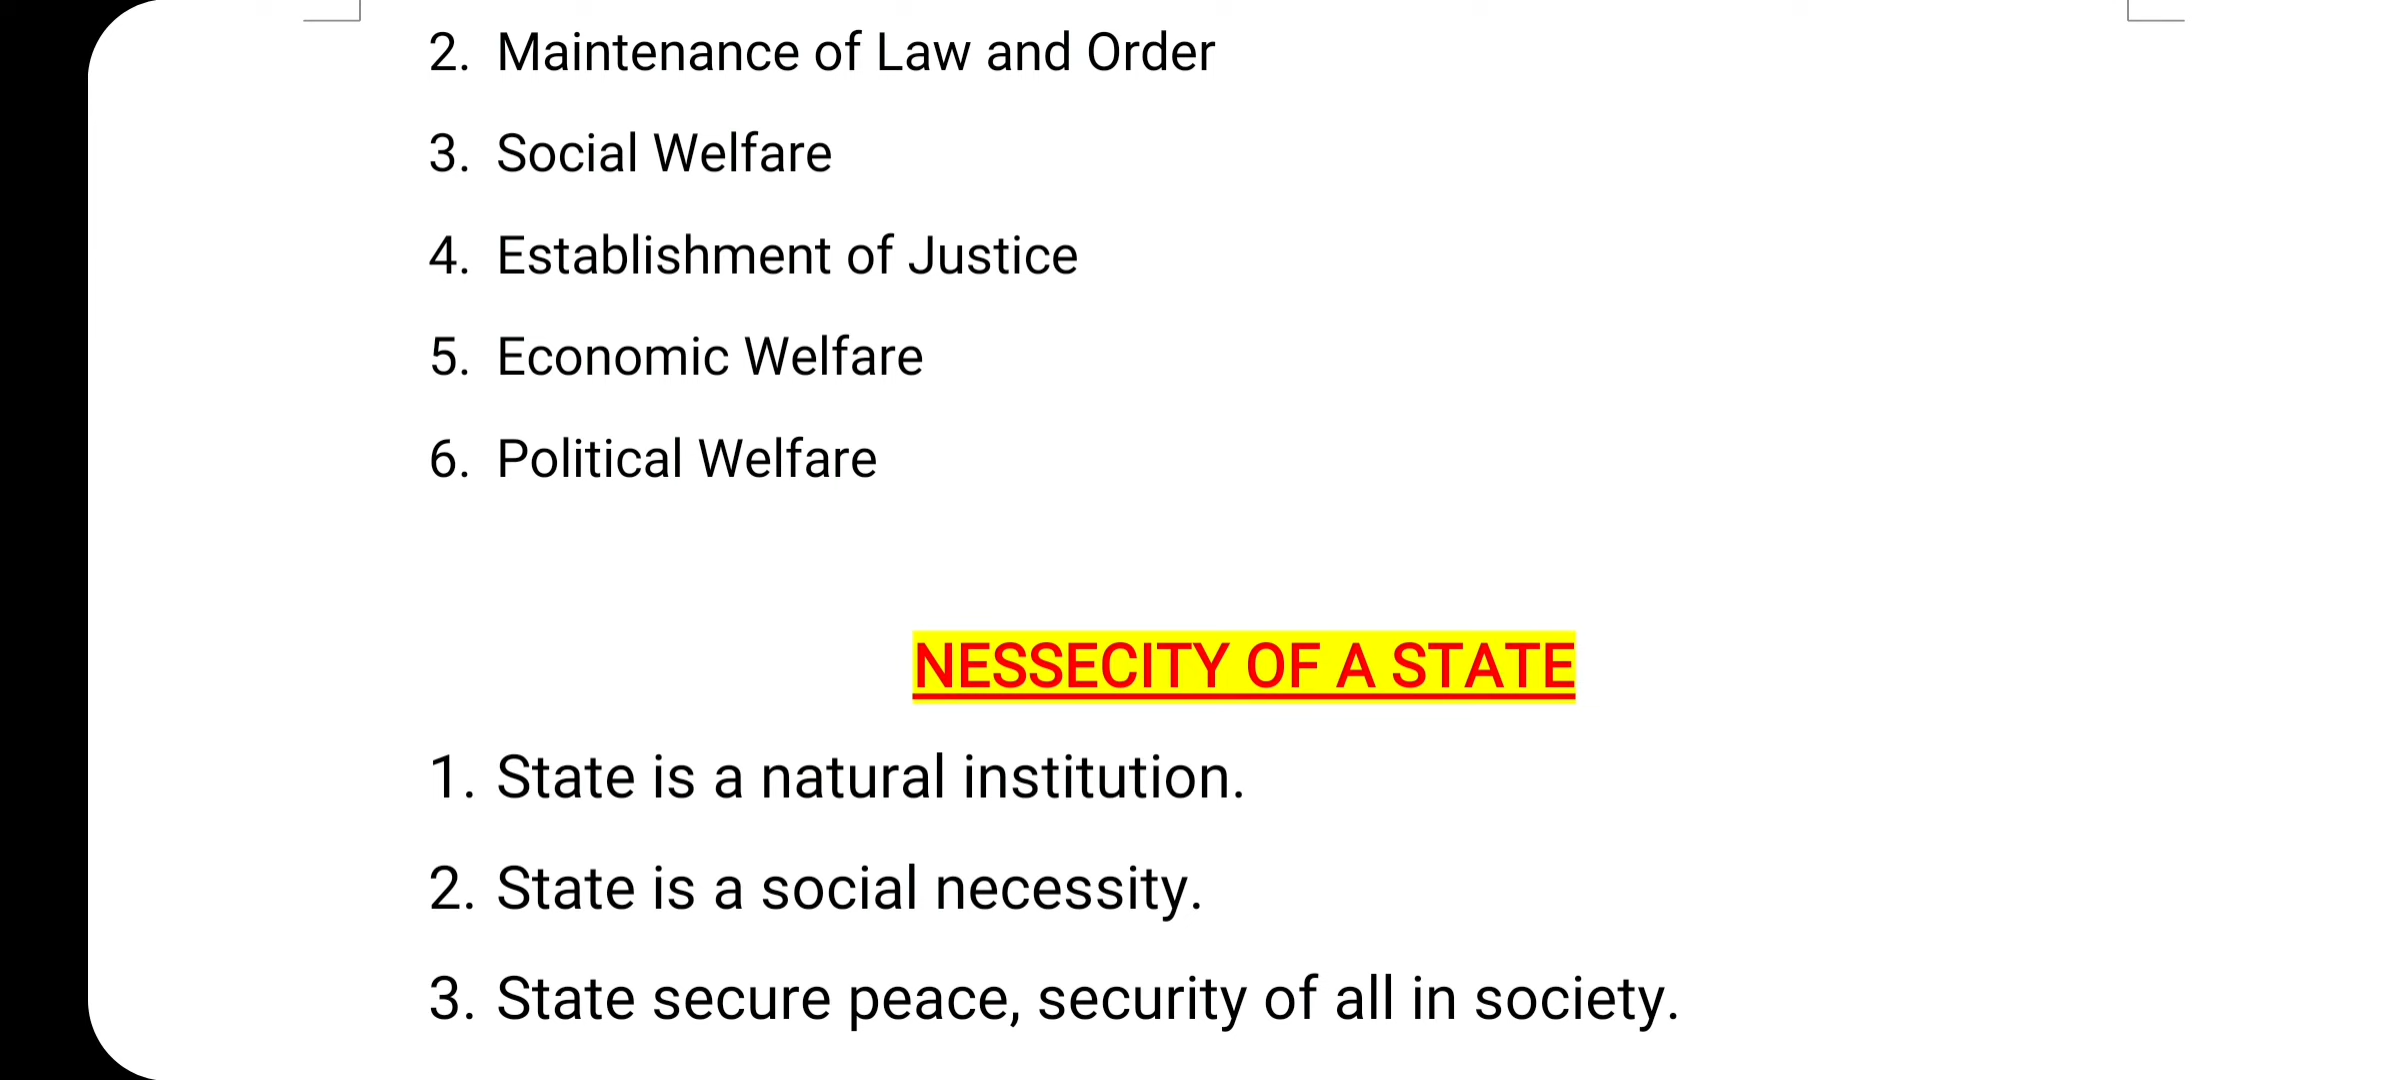 2. Maintenance of Law and Order
3. Social Welfare
4. Establishment of Justice
5. Economic Welfare
6. Political Welfare
NESSECITY OF A STATE
1. State is a natural institution.
2. State is a social necessity.
3. State secure peace, security of all in society.